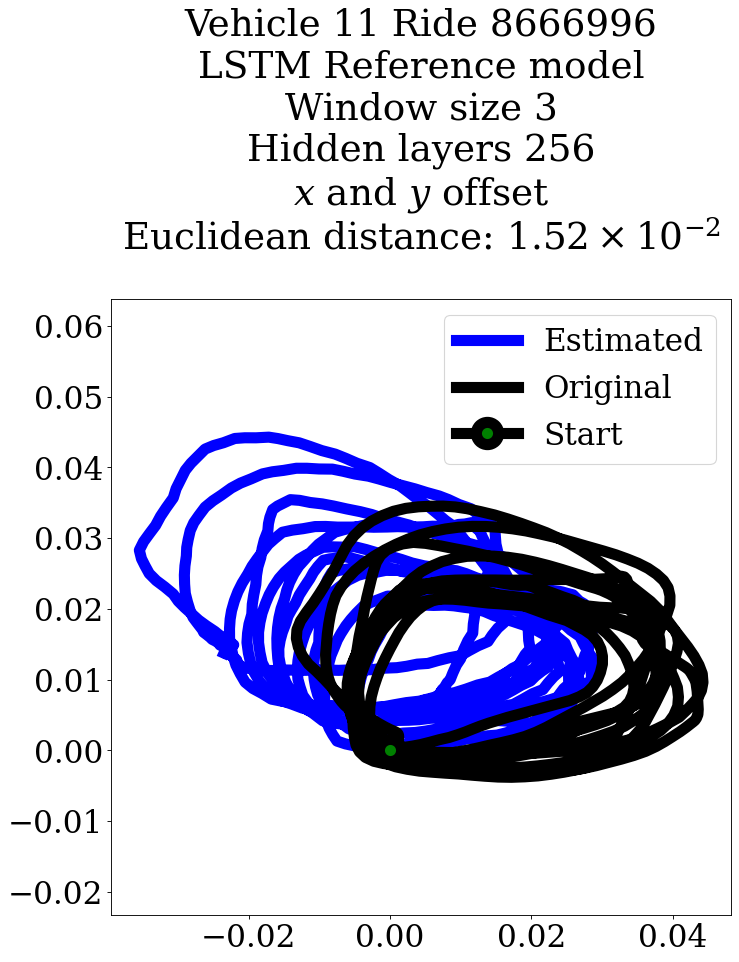 Vehicle 11 Ride 8666996
LSTM Reference model
Window size 3
Hidden layers 256
x and y offset
Euclidean distance: 1.52 × 10⁻²
Estimated
Original
Start
0.06
0.05
0.04
0.03
0.02
0.01
0.00
−0.01
−0.02
−0.02 0.00 0.02 0.04